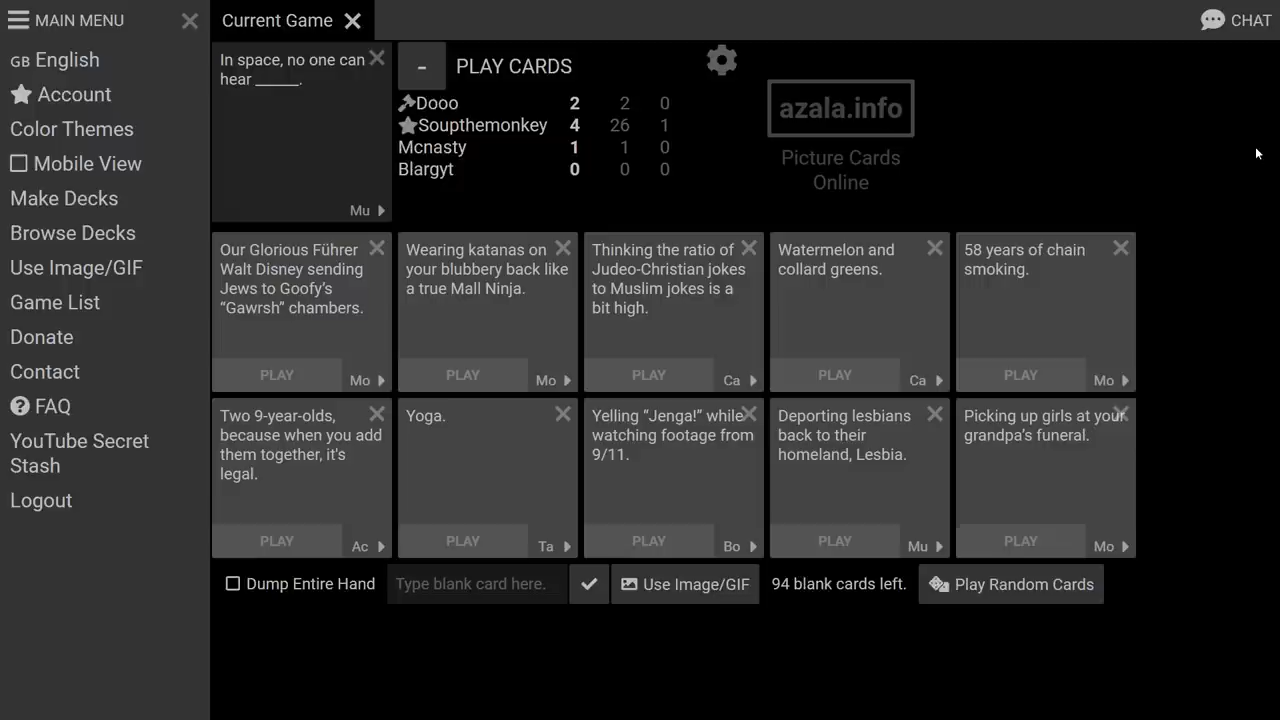 MAIN MENU
Current Game
CHAT
GB English
Account
Color Themes
Mobile View
Make Decks
Browse Decks
Use Image/GIF
Game List
Donate
Contact
FAQ
YouTube Secret
Stash
Logout
In space, no one can
hear ______.
Mu
-
PLAY CARDS
Dooo 2 2 0
Soupthemonkey 4 26 1
Mcnasty 1 1 0
Blargyt 0 0 0
azala.info
Picture Cards
Online
Our Glorious Führer
Walt Disney sending
Jews to Goofy’s
“Gawrsh” chambers.
PLAY
Mo
Wearing katanas on
your blubbery back like
a true Mall Ninja.
PLAY
Mo
Thinking the ratio of
Judeo-Christian jokes
to Muslim jokes is a
bit high.
PLAY
Ca
Watermelon and
collard greens.
PLAY
Ca
58 years of chain
smoking.
PLAY
Mo
Two 9-year-olds,
because when you add
them together, it's
legal.
PLAY
Ac
Yoga.
PLAY
Ta
Yelling “Jenga!” while
watching footage from
9/11.
PLAY
Bo
Deporting lesbians
back to their
homeland, Lesbia.
PLAY
Mu
Picking up girls at your
grandpa’s funeral.
PLAY
Mo
Dump Entire Hand
Type blank card here.
Use Image/GIF
94 blank cards left.
Play Random Cards